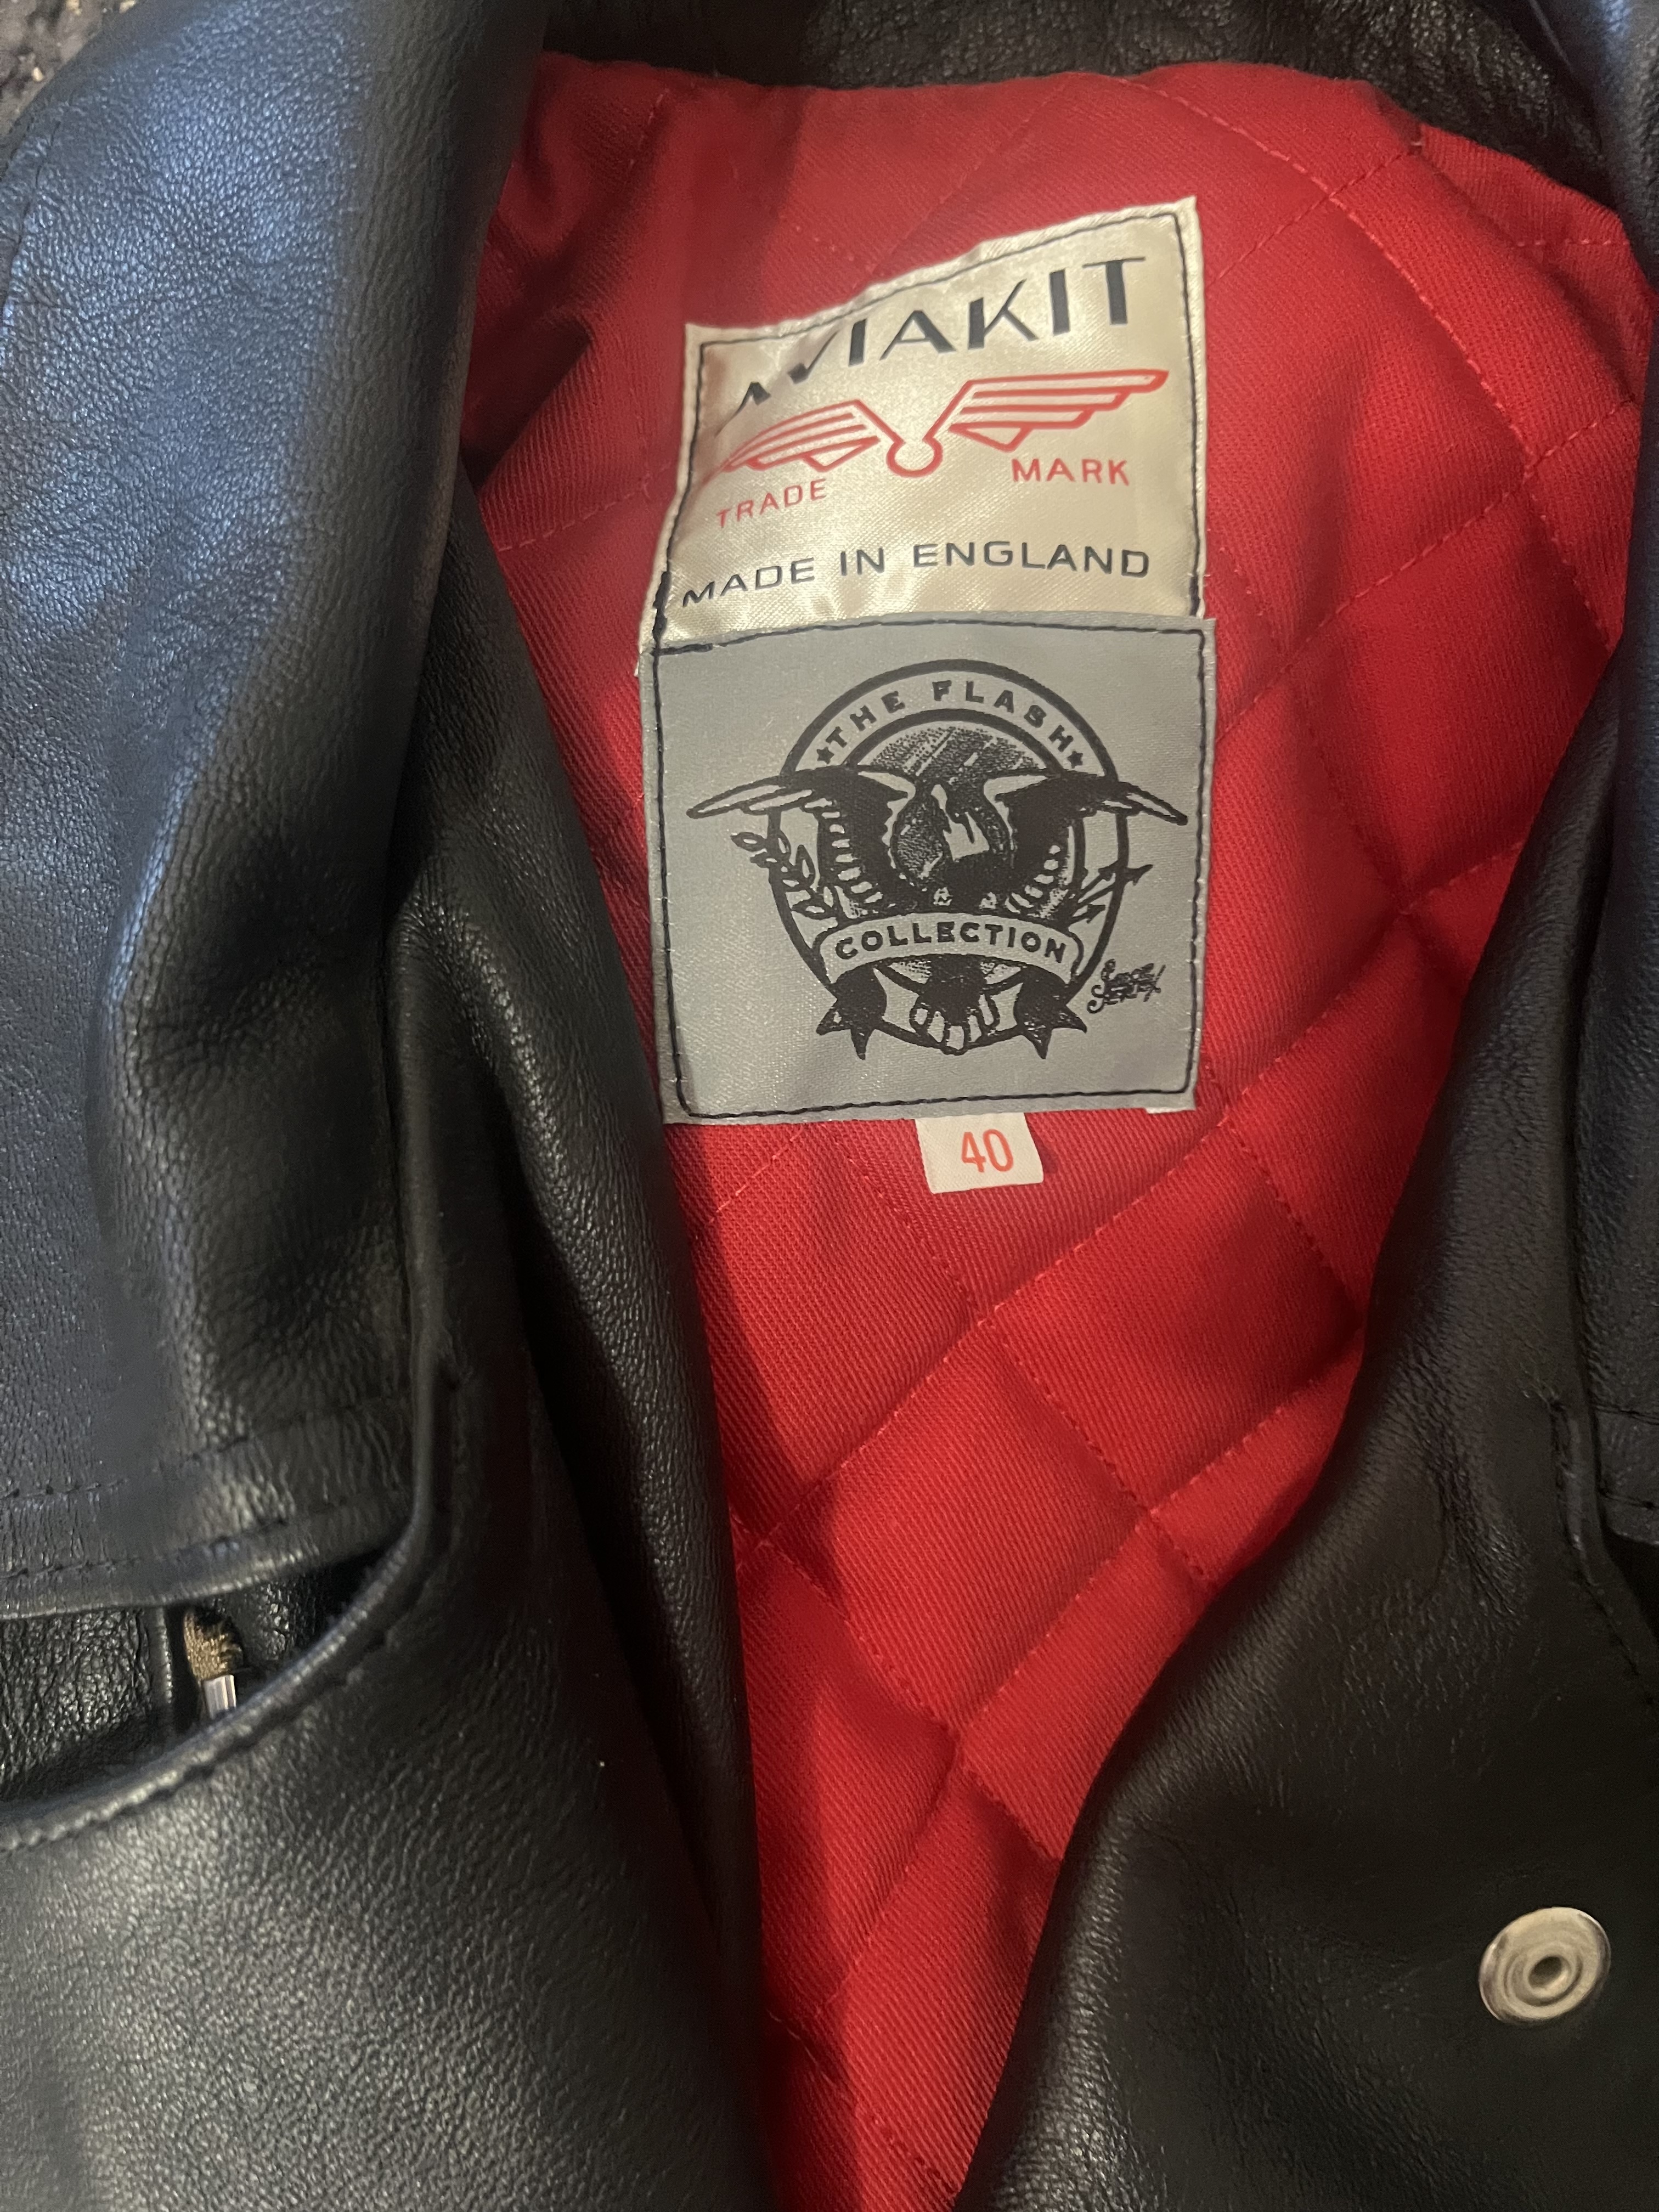 AVIAKIT
TRADE MARK
MADE IN ENGLAND
THE FLASH
COLLECTION
40